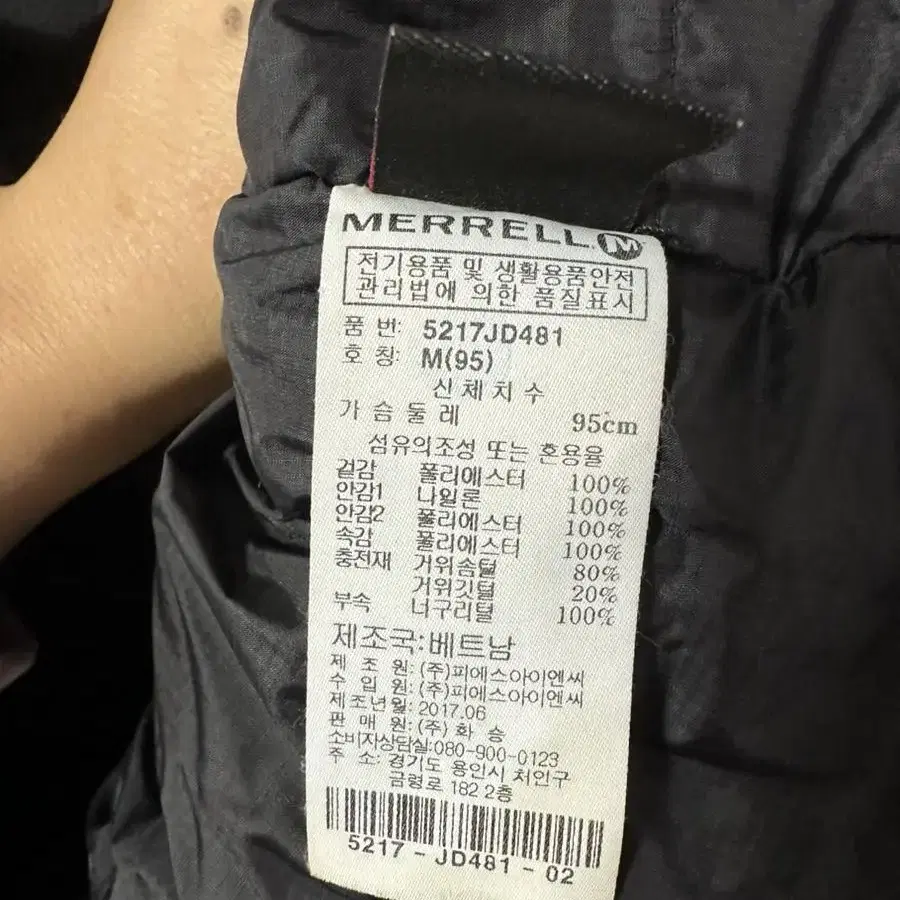 MERRELL M
전기용품 및 생활용품안전
관리법에 의한 품질표시
품 번: 5217JD481
호 칭: M(95)
신 체 치 수
가 슴 둘 레 95cm
섬유의조성 또는 혼용율
겉감 폴리에스터 100%
안감1 나일론 100%
안감2 폴리에스터 100%
속감 폴리에스터 100%
충전재 거위솜털 80%
거위깃털 20%
부속 너구리털 100%
제조국:베트남
제 조 원: (주)피에스아이엔씨
수 입 원: (주)피에스아이엔씨
제조년월: 2017.06
판 매 원: (주) 화 승
소비자상담실:080-900-0123
주 소: 경기도 용인시 처인구
금령로 182 2층
5217 - JD481 - 02